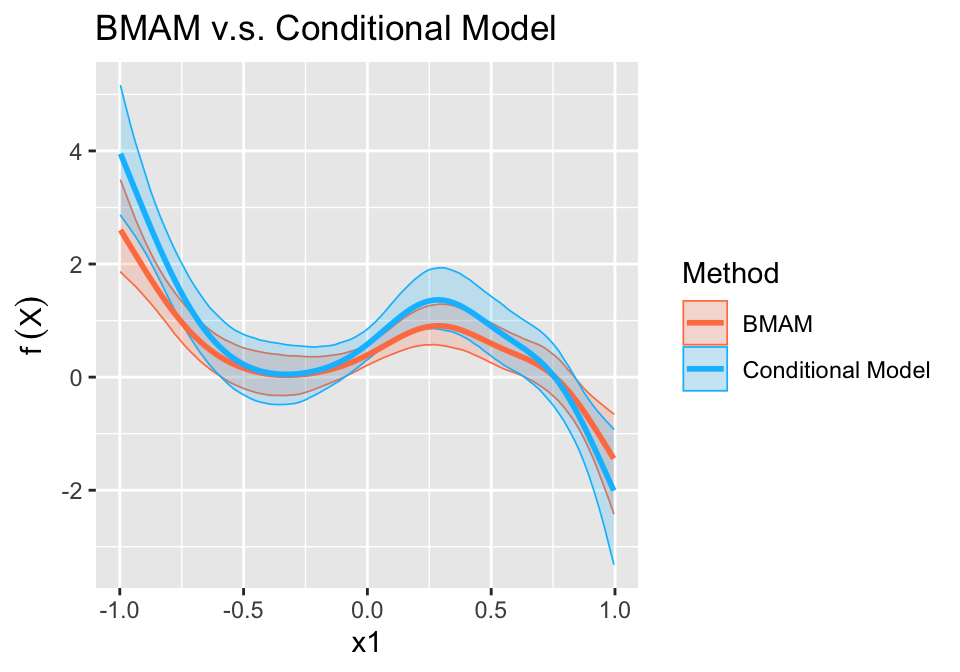 BMAM v.s. Conditional Model
f (X)
4
2
0
-2
-1.0
-0.5
0.0
0.5
1.0
x1
Method
BMAM
Conditional Model